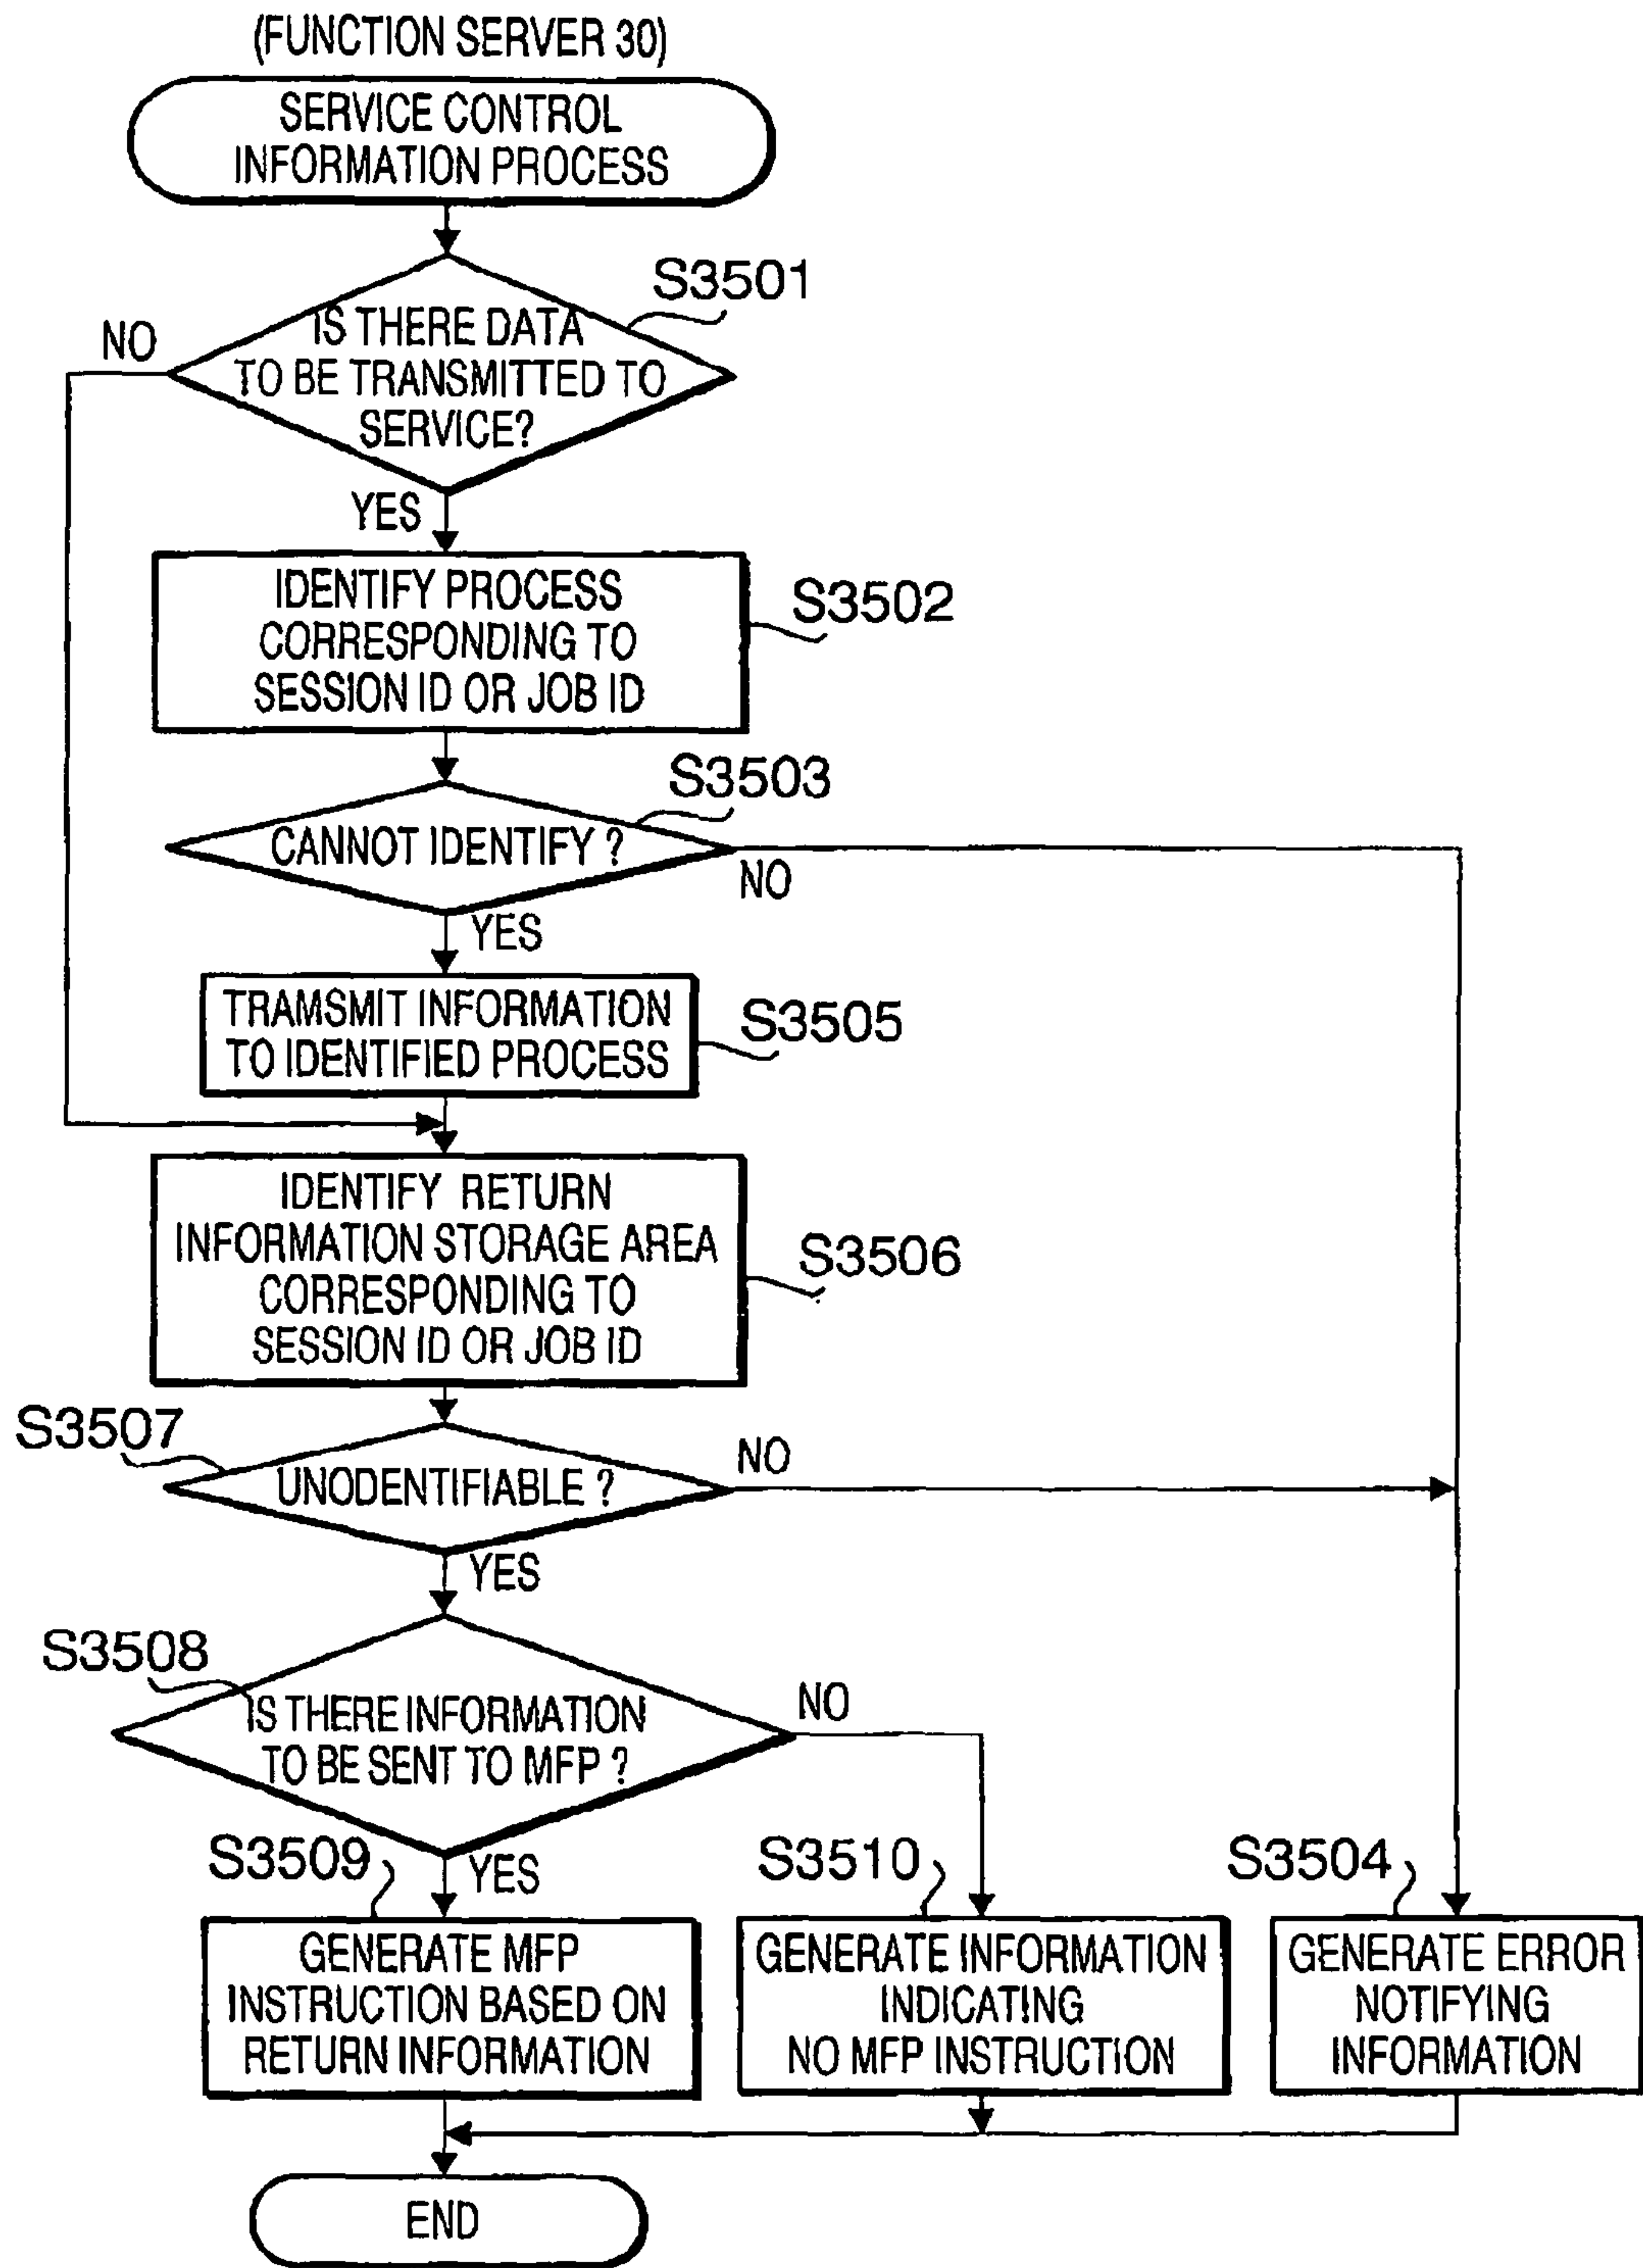 (FUNCTION SERVER 30)
SERVICE CONTROL
INFORMATION PROCESS
S3501
NO
IS THERE DATA
TO BE TRANSMITTED TO
SERVICE?
YES
IDENTIFY PROCESS
CORRESPONDING TO
SESSION ID OR JOB ID
S3502
S3503
CANNOT IDENTIFY ?
NO
YES
TRAMSMIT INFORMATION
TO IDENTIFIED PROCESS
S3505
IDENTIFY RETURN
INFORMATION STORAGE AREA
CORRESPONDING TO
SESSION ID OR JOB ID
S3506
S3507
UNODENTIFIABLE ?
NO
YES
S3508
IS THERE INFORMATION
TO BE SENT TO MFP ?
NO
YES
S3509
GENERATE MFP
INSTRUCTION BASED ON
RETURN INFORMATION
S3510
GENERATE INFORMATION
INDICATING
NO MFP INSTRUCTION
S3504
GENERATE ERROR
NOTIFYING
INFORMATION
END